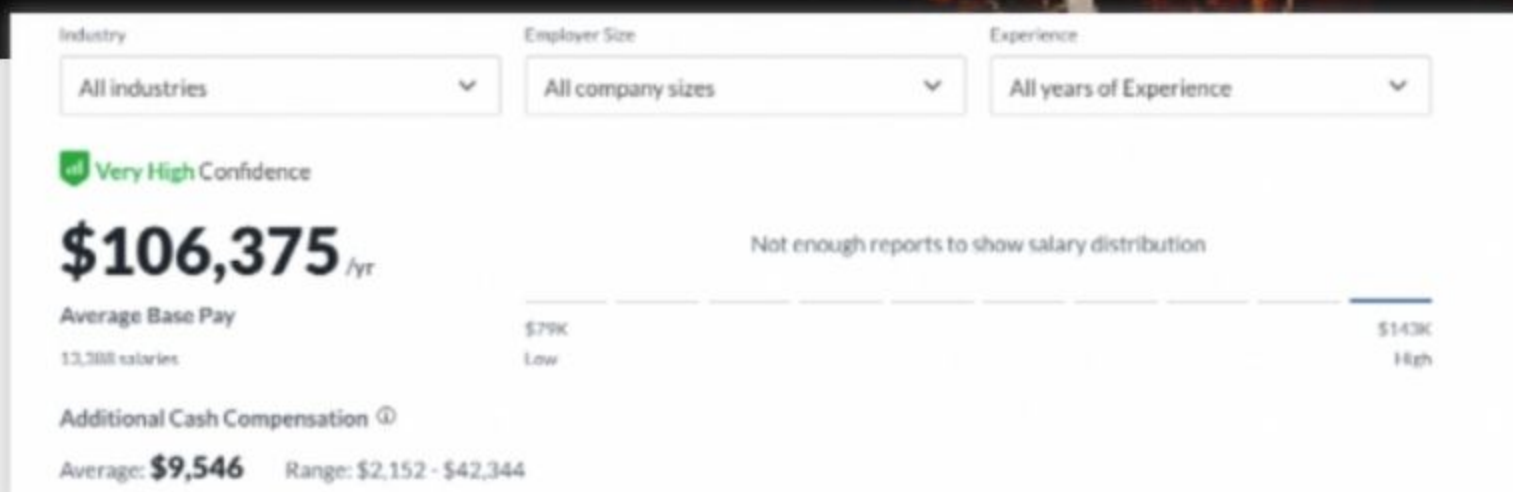 Industry Employer Size Experience
All industries All company sizes All years of Experience
Very High Confidence
$106,375 /yr
Not enough reports to show salary distribution
Average Base Pay
$79K $143K
salaries
Low High
Additional Cash Compensation
Average: $9,546 Range: $2,152 - $42,344